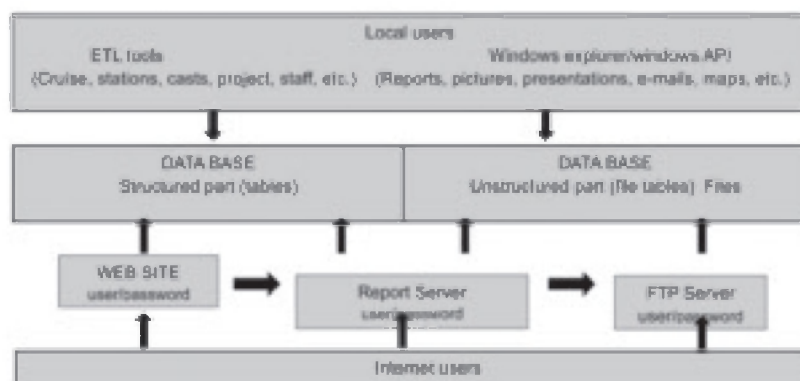 Local users
ETL tools
(Cruise, stations, casts, project, staff, etc.)
Windows explorer/windows API
(Reports, pictures, presentations, e-mails, maps, etc.)
DATA BASE
Structured part (tables)
DATA BASE
Unstructured part (file tables) Files
WEB SITE
user/password
Report Server
user/password
FTP Server
user/password
Internet users